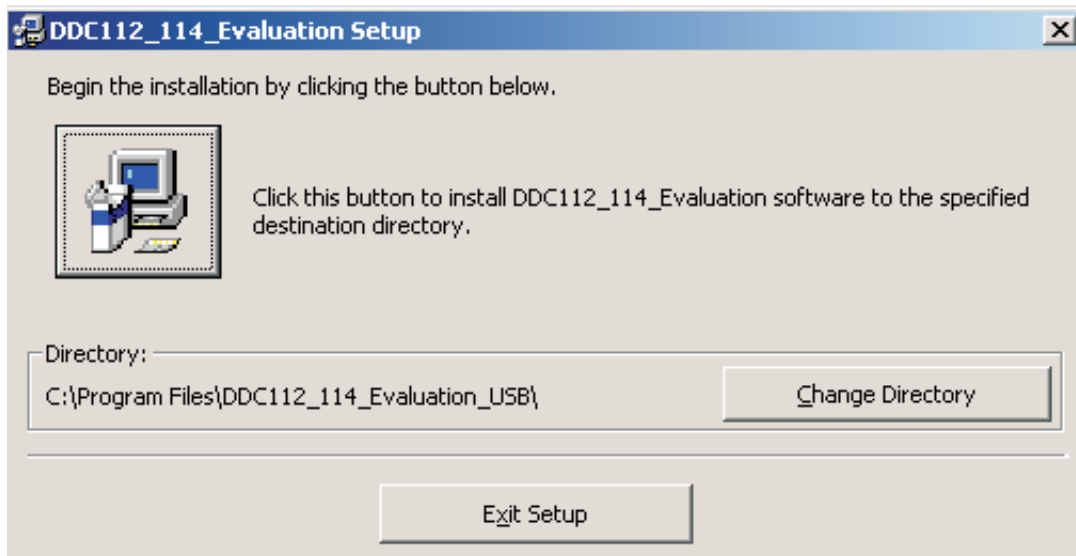 DDC112_114_Evaluation Setup
Begin the installation by clicking the button below.
Click this button to install DDC112_114_Evaluation software to the specified
destination directory.
Directory:
C:\Program Files\DDC112_114_Evaluation_USB\
Change Directory
Exit Setup